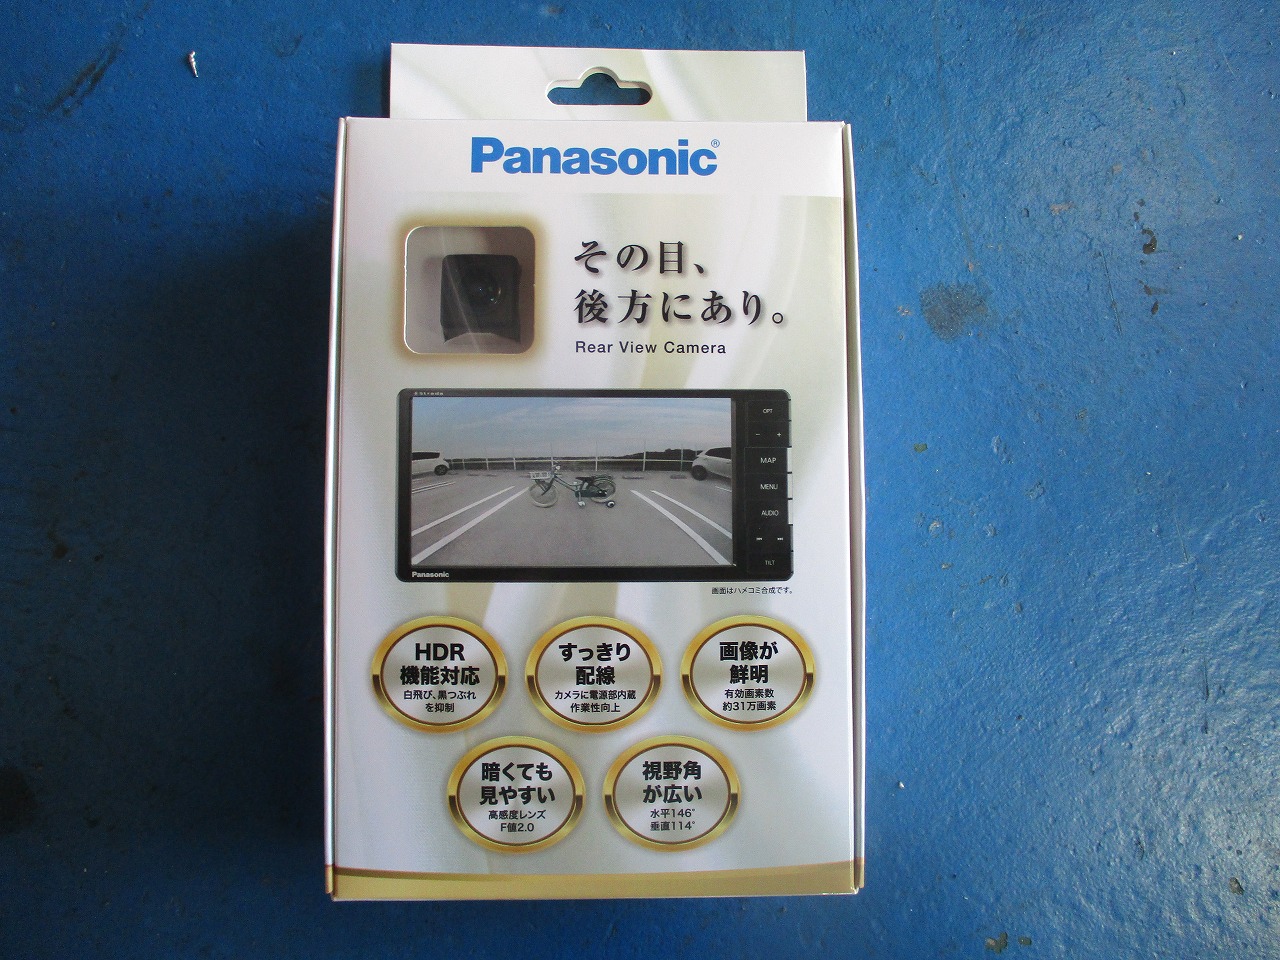 Panasonic®
その目、
後方にあり。
Rear View Camera
Strada
OPT
－ +
MAP
MENU
AUDIO
TILT
Panasonic
画面はハメコミ合成です。
HDR
機能対応
白飛び、黒つぶれ
を抑制
すっきり
配線
カメラに電源部内蔵
作業性向上
画像が
鮮明
有効画素数
約31万画素
暗くても
見やすい
高感度レンズ
F値2.0
視野角
が広い
水平146°
垂直114°